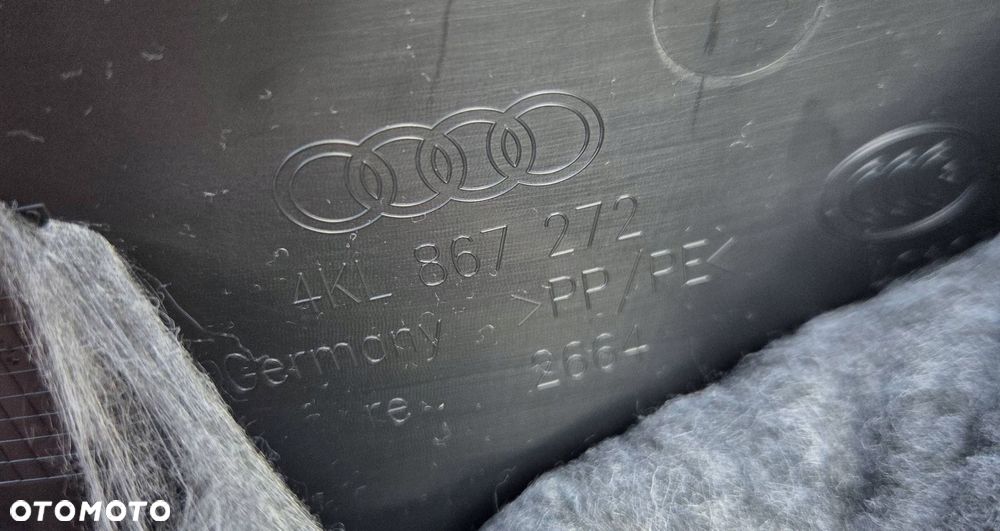 4KL 867 272
>PP/PE<
Germany
2664
OTOMOTO